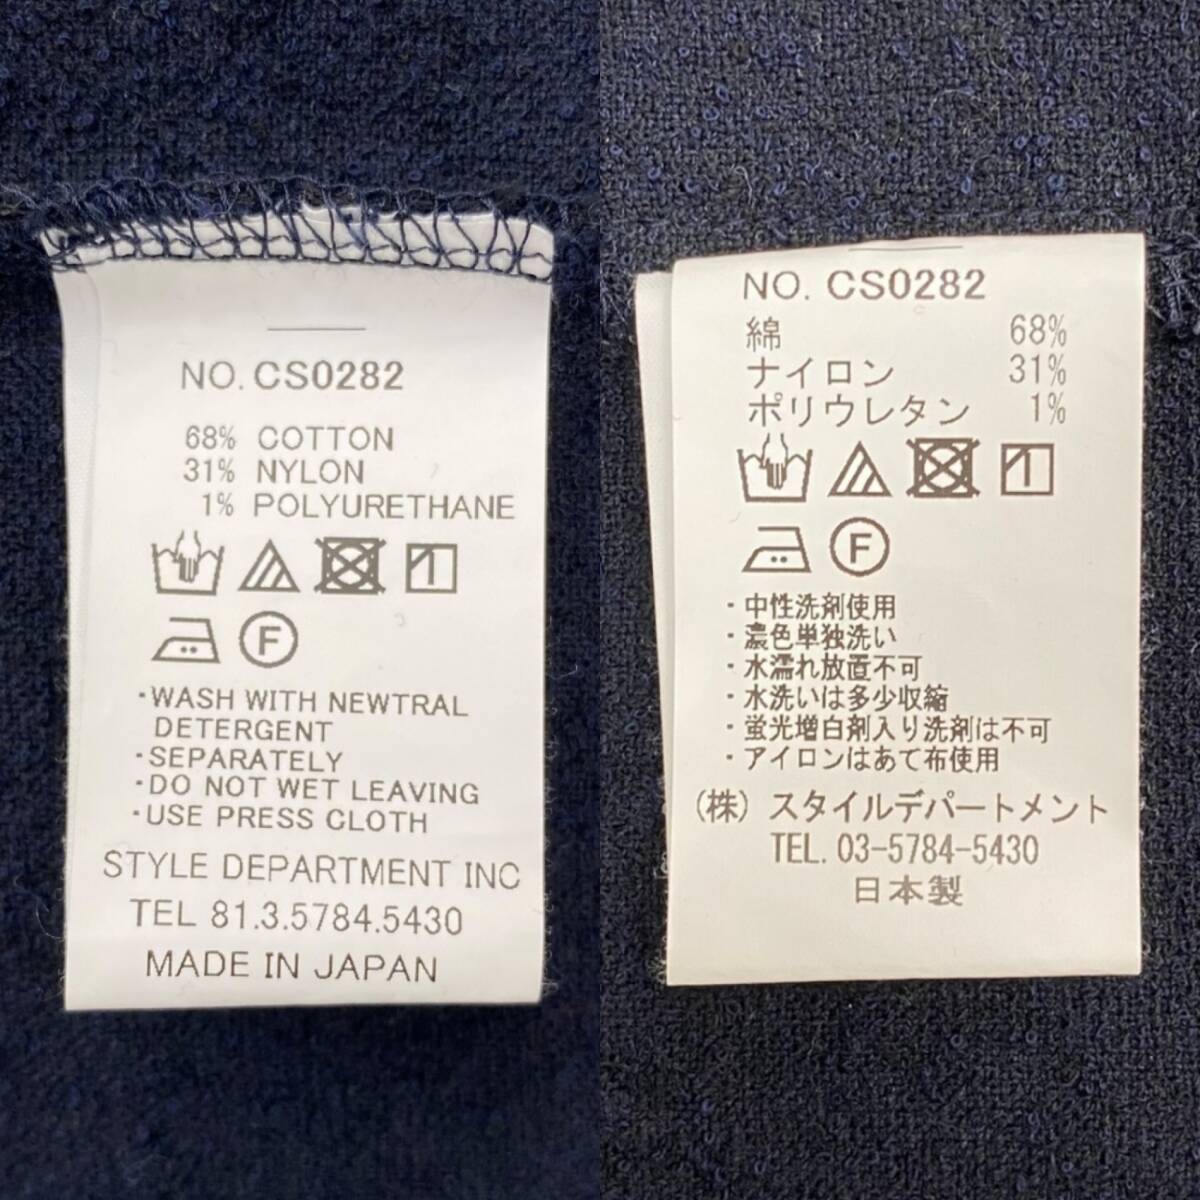 NO. CS0282
68% COTTON
31% NYLON
1% POLYURETHANE
F
・WASH WITH NEWTRAL
DETERGENT
・SEPARATELY
・DO NOT WET LEAVING
・USE PRESS CLOTH
STYLE DEPARTMENT INC
TEL 81.3.5784.5430
MADE IN JAPAN
NO. CS0282
綿 68%
ナイロン 31%
ポリウレタン 1%
F
・中性洗剤使用
・濃色単独洗い
・水濡れ放置不可
・水洗いは多少収縮
・蛍光増白剤入り洗剤は不可
・アイロンはあて布使用
(株) スタイルデパートメント
TEL. 03-5784-5430
日本製